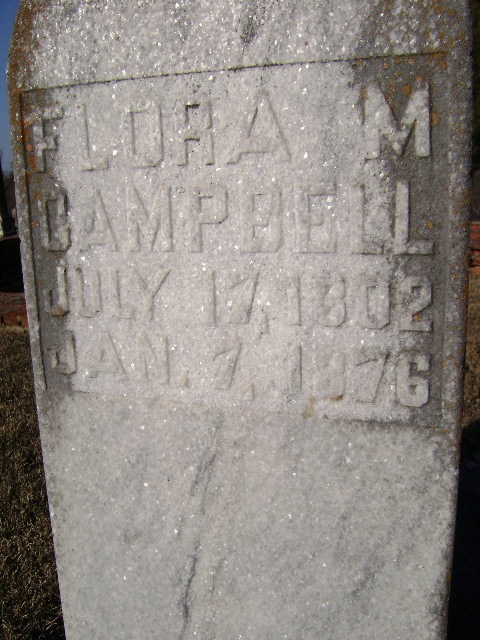 FLORA M
CAMPBELL
JULY 17, 1802
JAN. 7, 1876